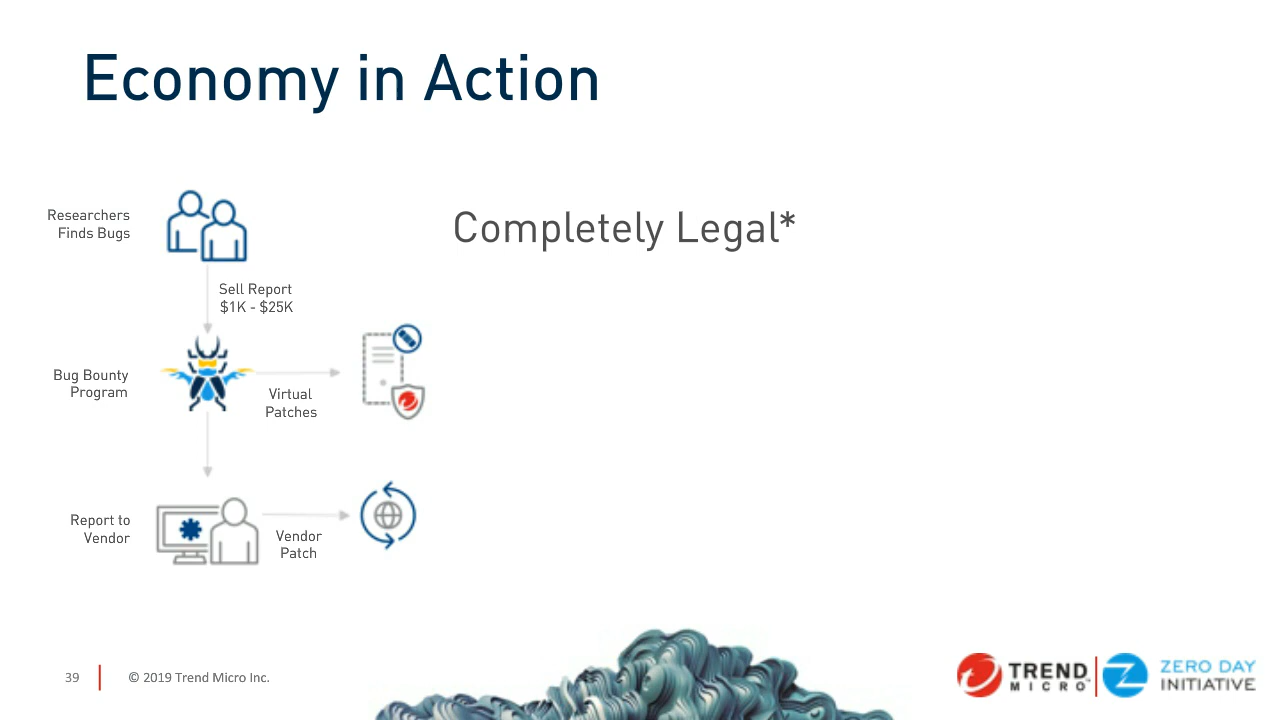 Economy in Action
Researchers
Finds Bugs
Completely Legal*
Sell Report
$1K - $25K
Bug Bounty
Program
Virtual
Patches
Report to
Vendor
Vendor
Patch
39
© 2019 Trend Micro Inc.
TREND
MICRO™
ZERO DAY
INITIATIVE